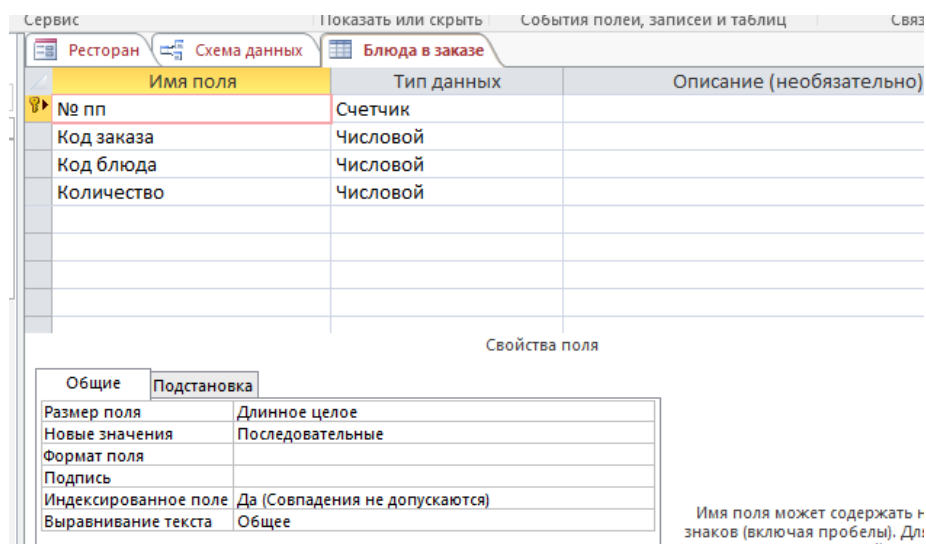 Сервис Показать или скрыть События полей, записей и таблиц Связ
Ресторан Схема данных Блюда в заказе
Имя поля Тип данных Описание (необязательно)
№ пп Счетчик
Код заказа Числовой
Код блюда Числовой
Количество Числовой
Свойства поля
Общие Подстановка
Размер поля Длинное целое
Новые значения Последовательные
Формат поля
Подпись
Индексированное поле Да (Совпадения не допускаются)
Выравнивание текста Общее
Имя поля может содержать н
знаков (включая пробелы). Для